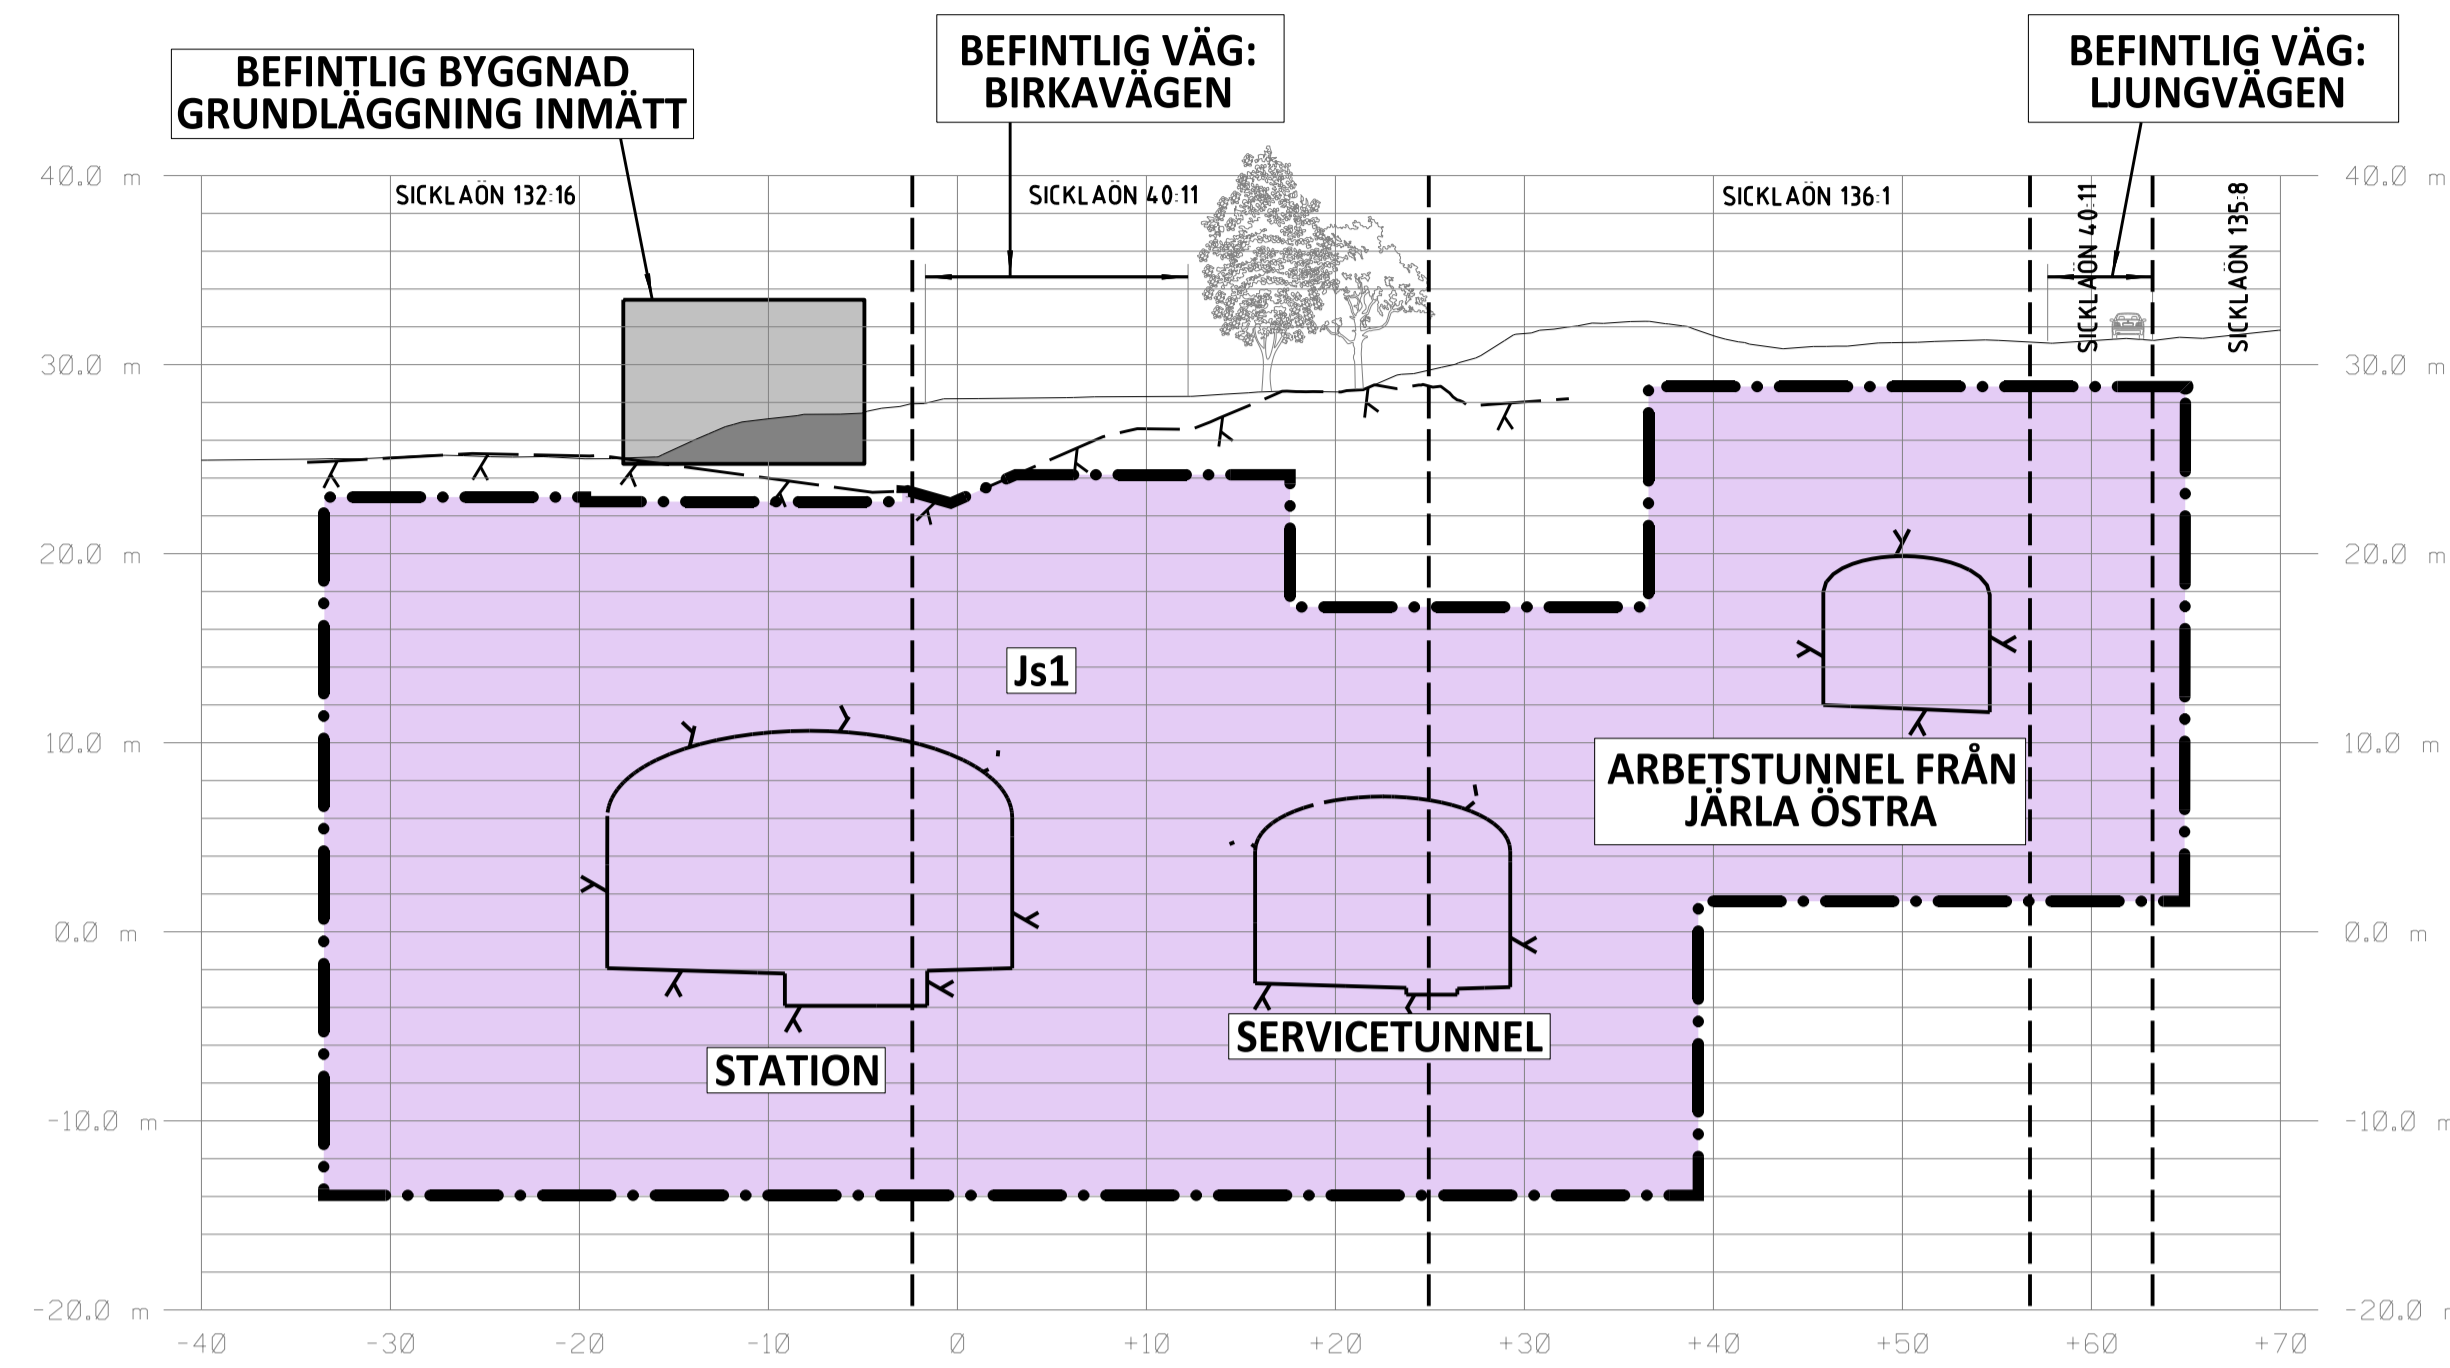 BEFINTLIG BYGGNAD
GRUNDLÄGGNING INMÄTT
BEFINTLIG VÄG:
BIRKAVÄGEN
BEFINTLIG VÄG:
LJUNGVÄGEN
40.0 m
40.0 m
SICKLAÖN 132:16
SICKLAÖN 40:11
SICKLAÖN 136:1
SICKLAÖN 40:11
SICKLAÖN 135:8
30.0 m
30.0 m
20.0 m
20.0 m
Js1
10.0 m
10.0 m
ARBETSTUNNEL FRÅN
JÄRLA ÖSTRA
0.0 m
0.0 m
SERVICETUNNEL
STATION
-10.0 m
-10.0 m
-20.0 m
-20.0
-40 -30 -20 -10 0 +10 +20 +30 +40 +50 +60 +70